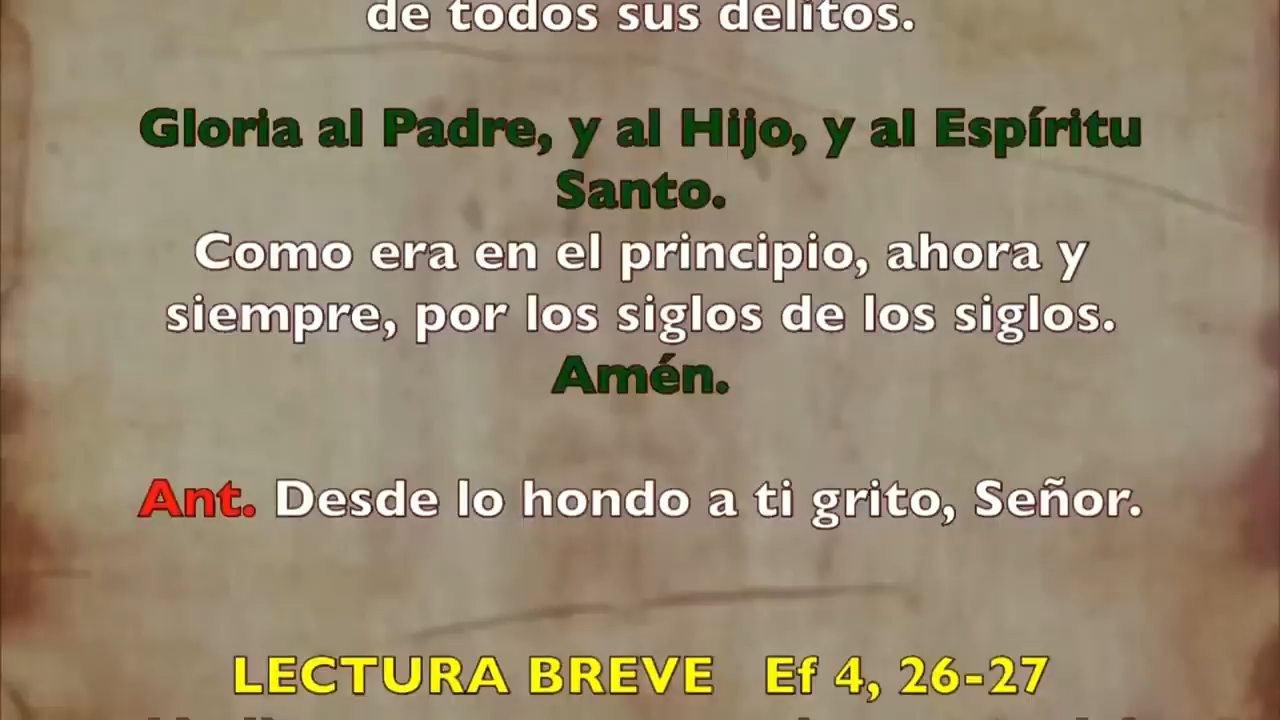 de todos sus delitos.
Gloria al Padre, y al Hijo, y al Espíritu
Santo.
Como era en el principio, ahora y
siempre, por los siglos de los siglos.
Amén.
Ant. Desde lo hondo a ti grito, Señor.
LECTURA BREVE Ef 4, 26-27